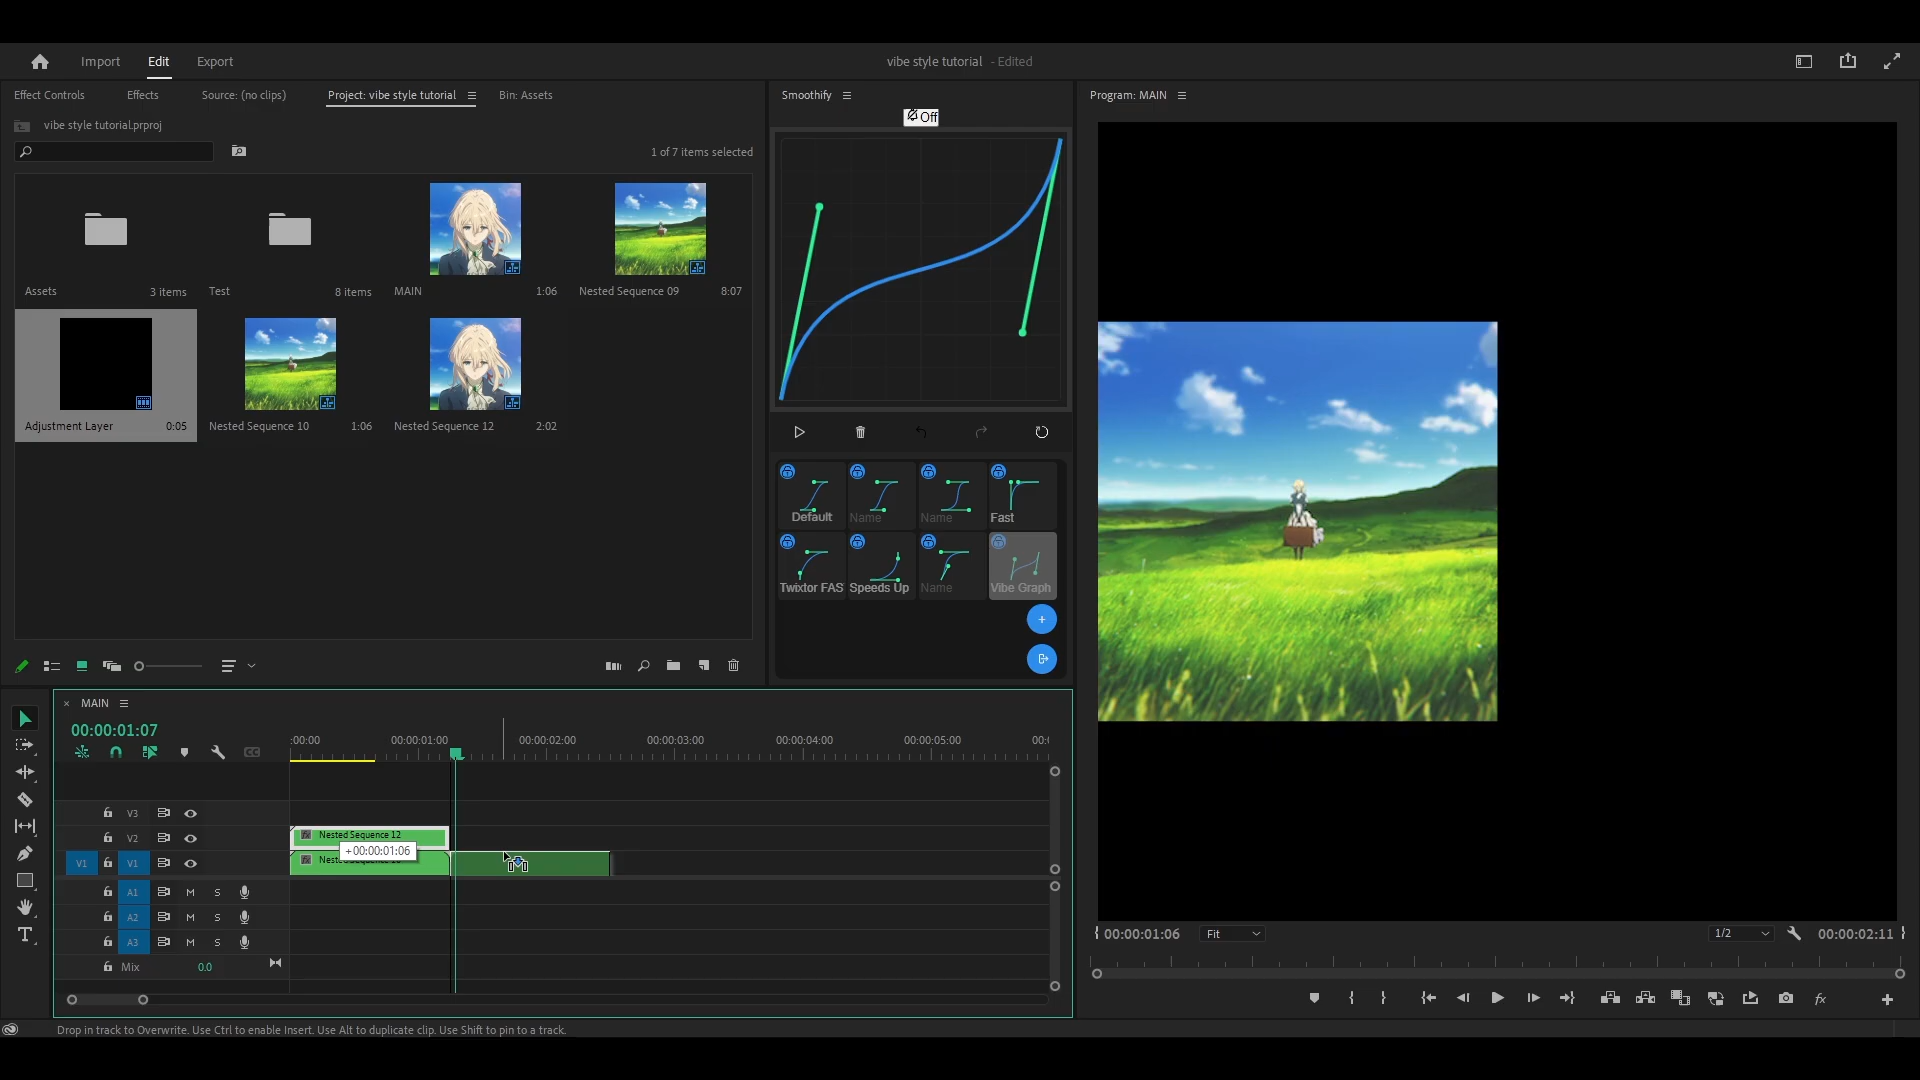 Import
Edit
Export
vibe style tutorial - Edited
Effect Controls
Effects
Source: (no clips)
Project: vibe style tutorial
Bin: Assets
vibe style tutorial.prproj
1 of 7 items selected
Assets
3 items
Test
8 items
MAIN
1:06
Nested Sequence 09
8:07
Adjustment Layer
0:05
Nested Sequence 10
1:06
Nested Sequence 12
2:02
Smoothify
Off
Default
Name
Name
Fast
Twixtor FAS
Speeds Up
Name
Vibe Graph
Program: MAIN
00:00:01:06
Fit
1/2
00:00:02:11
× MAIN
00:00:01:07
:00:00
00:00:01:00
00:00:02:00
00:00:03:00
00:00:04:00
00:00:05:00
00:(
V3
V2
Nested Sequence 12
+00:00:01:06
V1
V1
A1
M
S
A2
M
S
A3
M
S
Mix
0.0
Drop in track to Overwrite. Use Ctrl to enable Insert. Use Alt to duplicate clip. Use Shift to pin to a track.